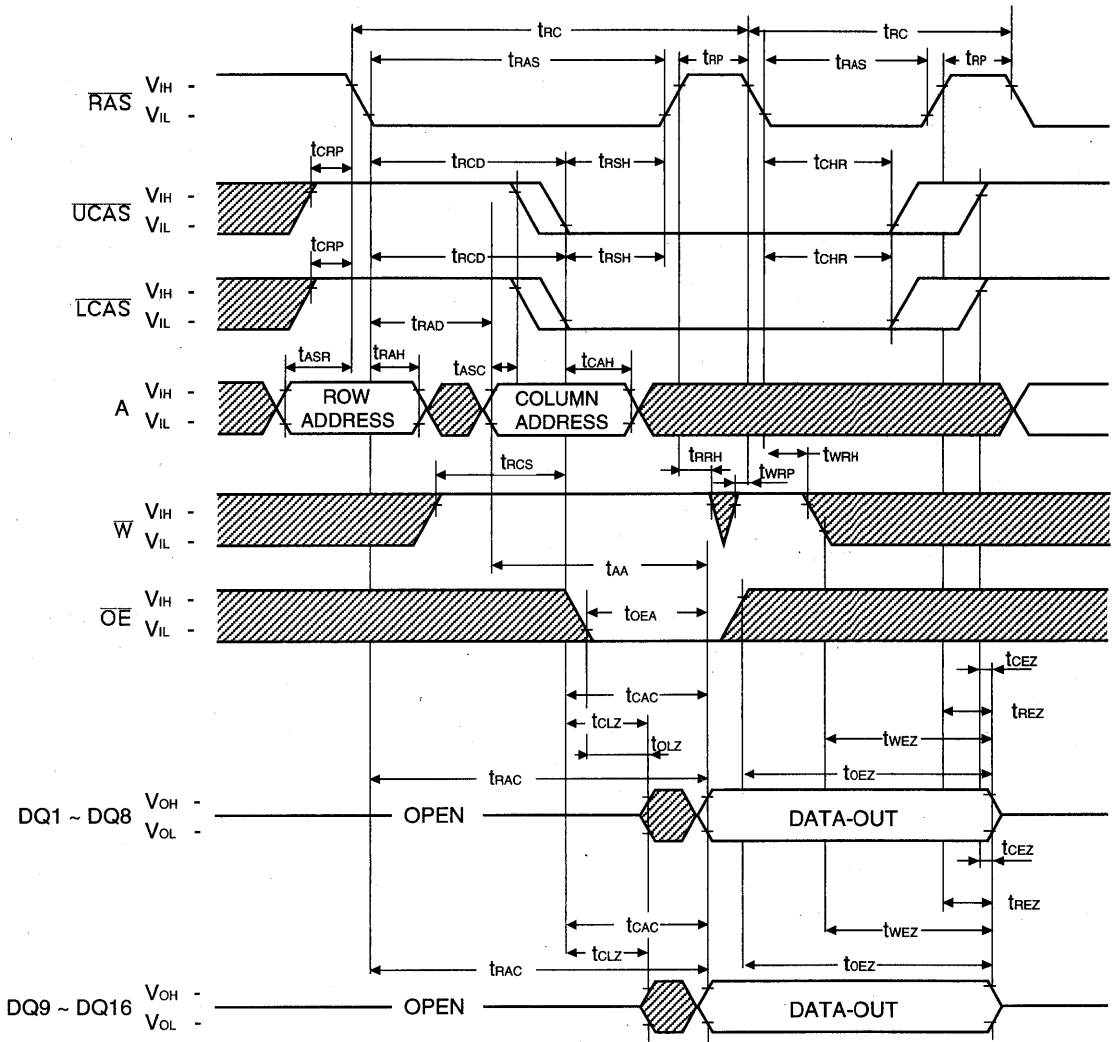 tRC tRC
tRAS tRP tRAS tRP
RAS VIH -
VIL -
tCRP tRCD tRSH tCHR
UCAS VIH -
VIL -
tCRP tRCD tRSH tCHR
LCAS VIH -
VIL -
tRAD
tASR tRAH tASC tCAH
A VIH -
VIL -
ROW
ADDRESS
COLUMN
ADDRESS
tRCS tRRH tWRP tWRH
W VIH -
VIL -
tAA
OE VIH -
VIL -
tOEA
tCEZ
tCAC
tREZ
tCLZ
tWEZ
tOLZ
tRAC tOEZ
DQ1 ~ DQ8 VOH -
VOL -
OPEN DATA-OUT
tCEZ
tREZ
tCAC tWEZ
tCLZ
tRAC tOEZ
DQ9 ~ DQ16 VOH -
VOL -
OPEN DATA-OUT